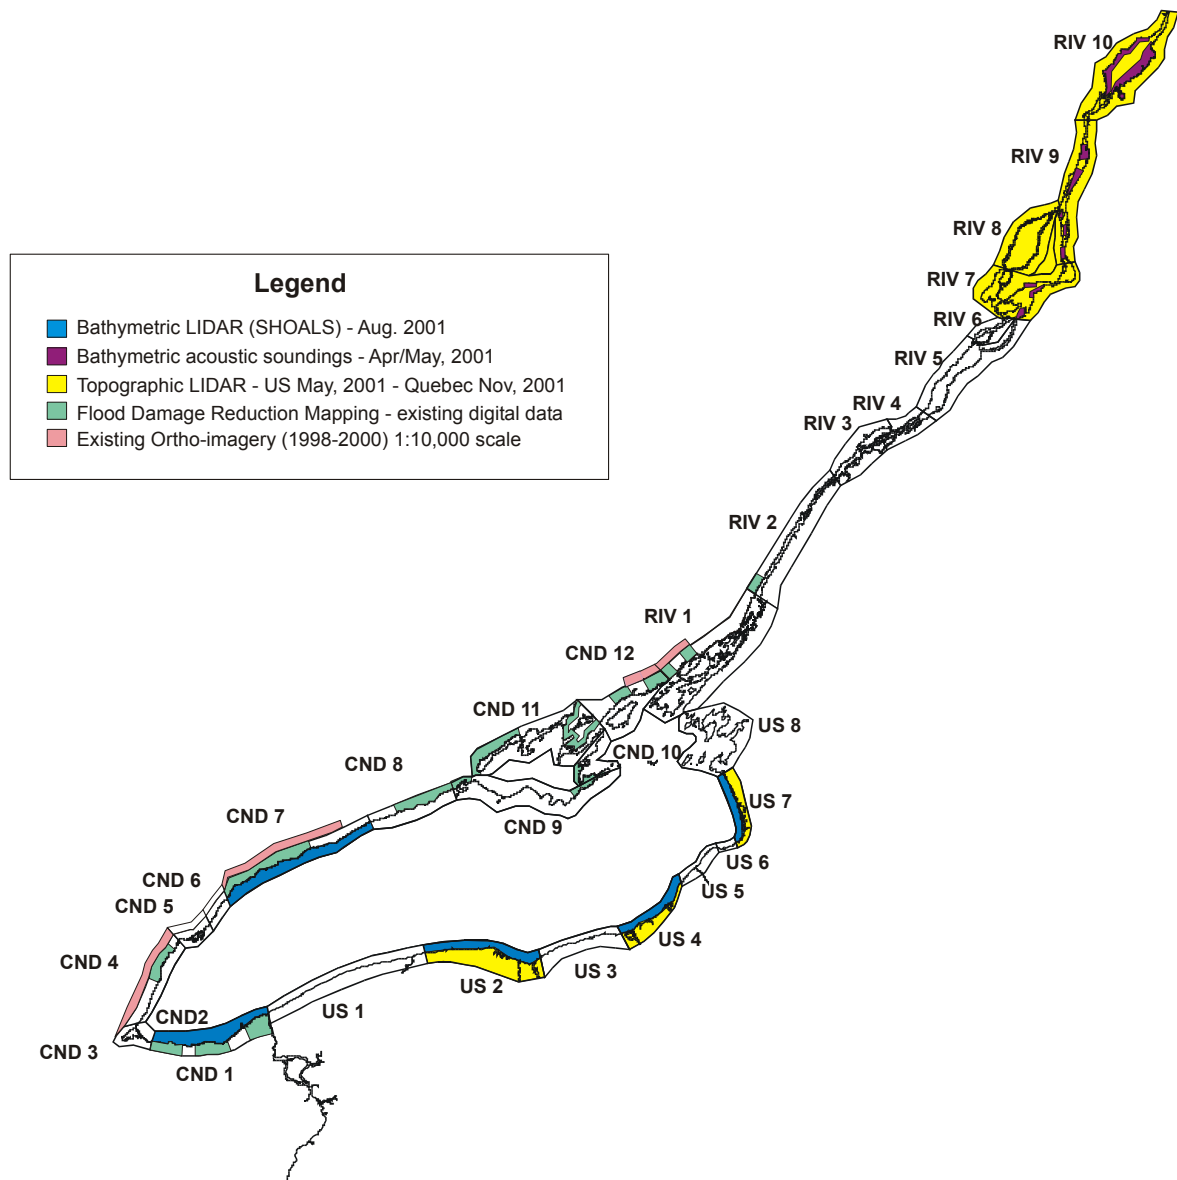 RIV 10
RIV 9
RIV 8
RIV 7
RIV 6
RIV 5
RIV 4
RIV 3
RIV 2
RIV 1
Legend
Bathymetric LIDAR (SHOALS) - Aug. 2001
Bathymetric acoustic soundings - Apr/May, 2001
Topographic LIDAR - US May, 2001 - Quebec Nov, 2001
Flood Damage Reduction Mapping - existing digital data
Existing Ortho-imagery (1998-2000) 1:10,000 scale
CND 12
CND 11
US 8
CND 10
CND 8
US 7
CND 7
CND 9
US 6
CND 6
US 5
CND 5
US 4
CND 4
US 3
US 2
US 1
CND2
CND 3
CND 1